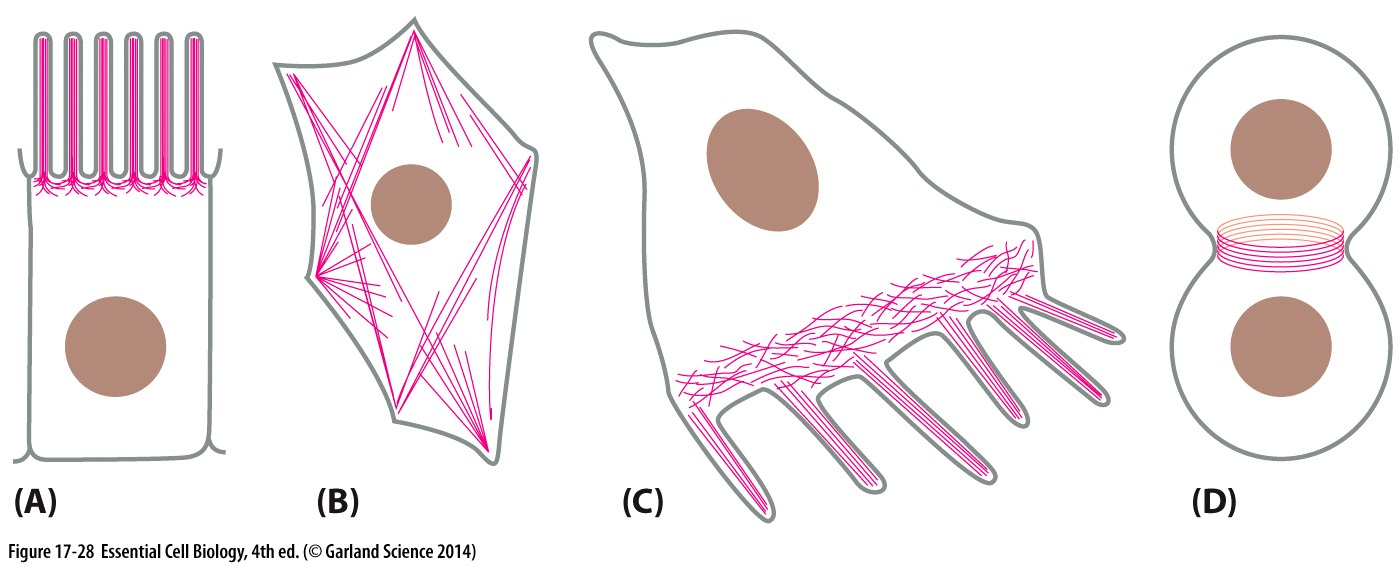 (A) (B) (C) (D)
Figure 17-28 Essential Cell Biology, 4th ed. (© Garland Science 2014)